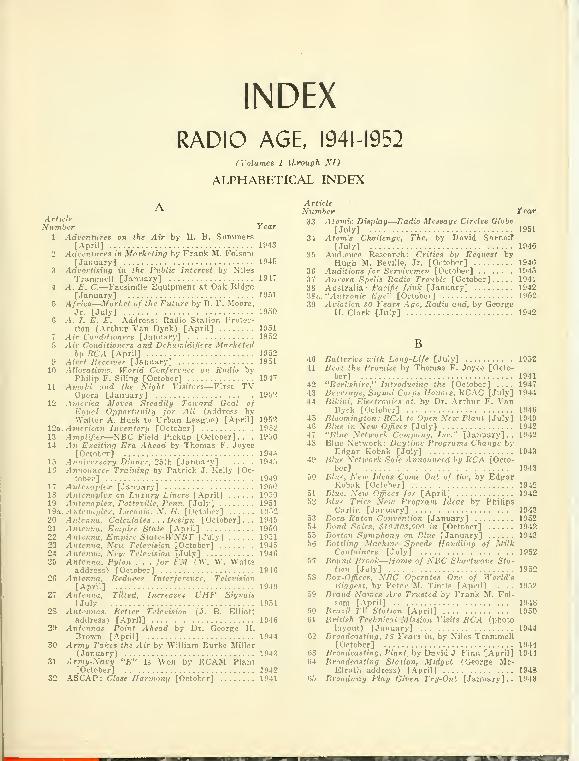 INDEX
RADIO AGE, 1941-1952
(Volumes I through XI)
ALPHABETICAL INDEX
A
Article
Number Year
1 Adventures on the Air by H. B. Summers
[April] 1943
2 Adventures in Marketing by Frank M. Folsom
[January] 1946
3 Advertising in the Public Interest by Niles
Trammell [January] 1947
4 A. E. C.—Facsimile Equipment at Oak Ridge
[January] 1951
5 Africa—Market of the Future by B. D. Moore,
Jr. [July] 1950
6 A. I. E. E. Address: Radio Station Protection
(Arthur Van Dyck) [April] 1951
7 Air Conditioners [January] 1952
8 Air Conditioners and Dehumidifiers Marketed
by RCA [April] 1952
9 Alert Receiver [January] 1951
10 Allocations, World Conference on Radio by
Philip F. Siling [October] 1947
11 Amahl and the Night Visitors—First TV
Opera [January] 1952
12 America Moves Steadily Toward Goal of
Equal Opportunity for All (address by
Walter A. Buck to Urban League) [April] 1952
12a. American Inventory [October] 1952
13 Amplifier—NBC Field Pickup [October] 1950
14 An Exciting Era Ahead by Thomas F. Joyce
[October] 1944
15 Anniversary Dinner, 25th [January] 1945
16 Announcer Training by Patrick J. Kelly [October]
1949
17 Antenaplex [January] 1950
18 Antenaplex on Luxury Liners [April] 1950
19 Antenaplex, Pottsville, Penn. [July] 1951
19a. Antenaplex, Laconia, N. H. [October] 1952
20 Antenna, Calculates . . . Design [October] 1945
21 Antenna, Empire State [April] 1950
22 Antenna, Empire State-WNBT [July] 1951
23 Antenna, New Television [October] 1945
24 Antenna, New Television [July] 1946
25 Antenna, Pylon . . . for FM (W. W. Watts
address) [October] 1946
26 Antenna, Reduces Interference, Television
[April] 1949
27 Antenna, Tilted, Increases UHF Signals
[July] 1951
28 Antennas, Better Television (J. B. Elliott
address) [April] 1946
29 Antennas Point Ahead by Dr. George H.
Brown [April] 1944
30 Army Takes the Air by William Burke Miller
(January) 1943
31 Army-Navy "E" Is Won by RCAM Plant
[October] 1942
32 ASCAP: Close Harmony [October] 1941
Article
Number Year
33 Atomic Display—Radio Message Circles Globe
[July] 1951
34 Atom's Challenge, The, by David Sarnoff
[July] 1946
35 Audience Research: Critics by Request by
Hugh M. Beville, Jr. [October] 1946
36 Auditions for Servicemen [October] 1945
37 Aurora Spells Radio Trouble [October] 1941
38 Australia: Pacific Link [January] 1942
38a. "Autronic Eye" [October] 1952
39 Aviation 30 Years Ago, Radio and, by George
H. Clark [July] 1942
B
40 Batteries with Long-Life [July] 1952
41 Beat the Promise by Thomas F. Joyce [October]
1941
42 "Berkshire," Introducing the [October] 1947
43 Beverage, Signal Corps Honors, RCAC [July] 1944
44 Bikini, Electronics at, by Dr. Arthur F. Van
Dyck [October] 1946
45 Bloomington: RCA to Open New Plant [July] 1949
46 Blue in New Offices [July] 1942
47 "Blue Network Company, Inc." [January] 1942
48 Blue Network: Daytime Programs Change by
Edgar Kobak [July] 1943
49 Blue Network Sale Announced by RCA [October]
1943
50 Blue, New Ideas Come Out of the, by Edgar
Kobak [October] 1942
51 Blue, New Offices for [April] 1942
52 Blue Tries New Program Ideas by Philips
Carlin [January] 1943
53 Boca Raton Convention [January] 1952
54 Bond Sales, in [October] 1943
55 Boston Symphony on Blue [January] 1943
56 Bottling Machine Speeds Handling of Milk
Containers [July] 1952
57 Bound Brook—Home of NBC Shortwave Station
[July] 1952
58 Box-Offices, NBC Operates One of World's
Biggest, by Peter M. Tintle [April] 1952
59 Brand Names Are Trusted by Frank M. Folsom
[April] 1948
60 Brazil TV Station [April] 1950
61 British Technical Mission Visits RCA (photo
layout) [January] 1944
62 Broadcasting, 18 Years in, by Niles Trammell
[October] 1944
63 Broadcasting, Plant, by David J. Finn [April] 1944
64 Broadcasting Station, Midget (George McElrath
address) [April] 1948
65 Broadway Play Given Try-Out [January] 1948